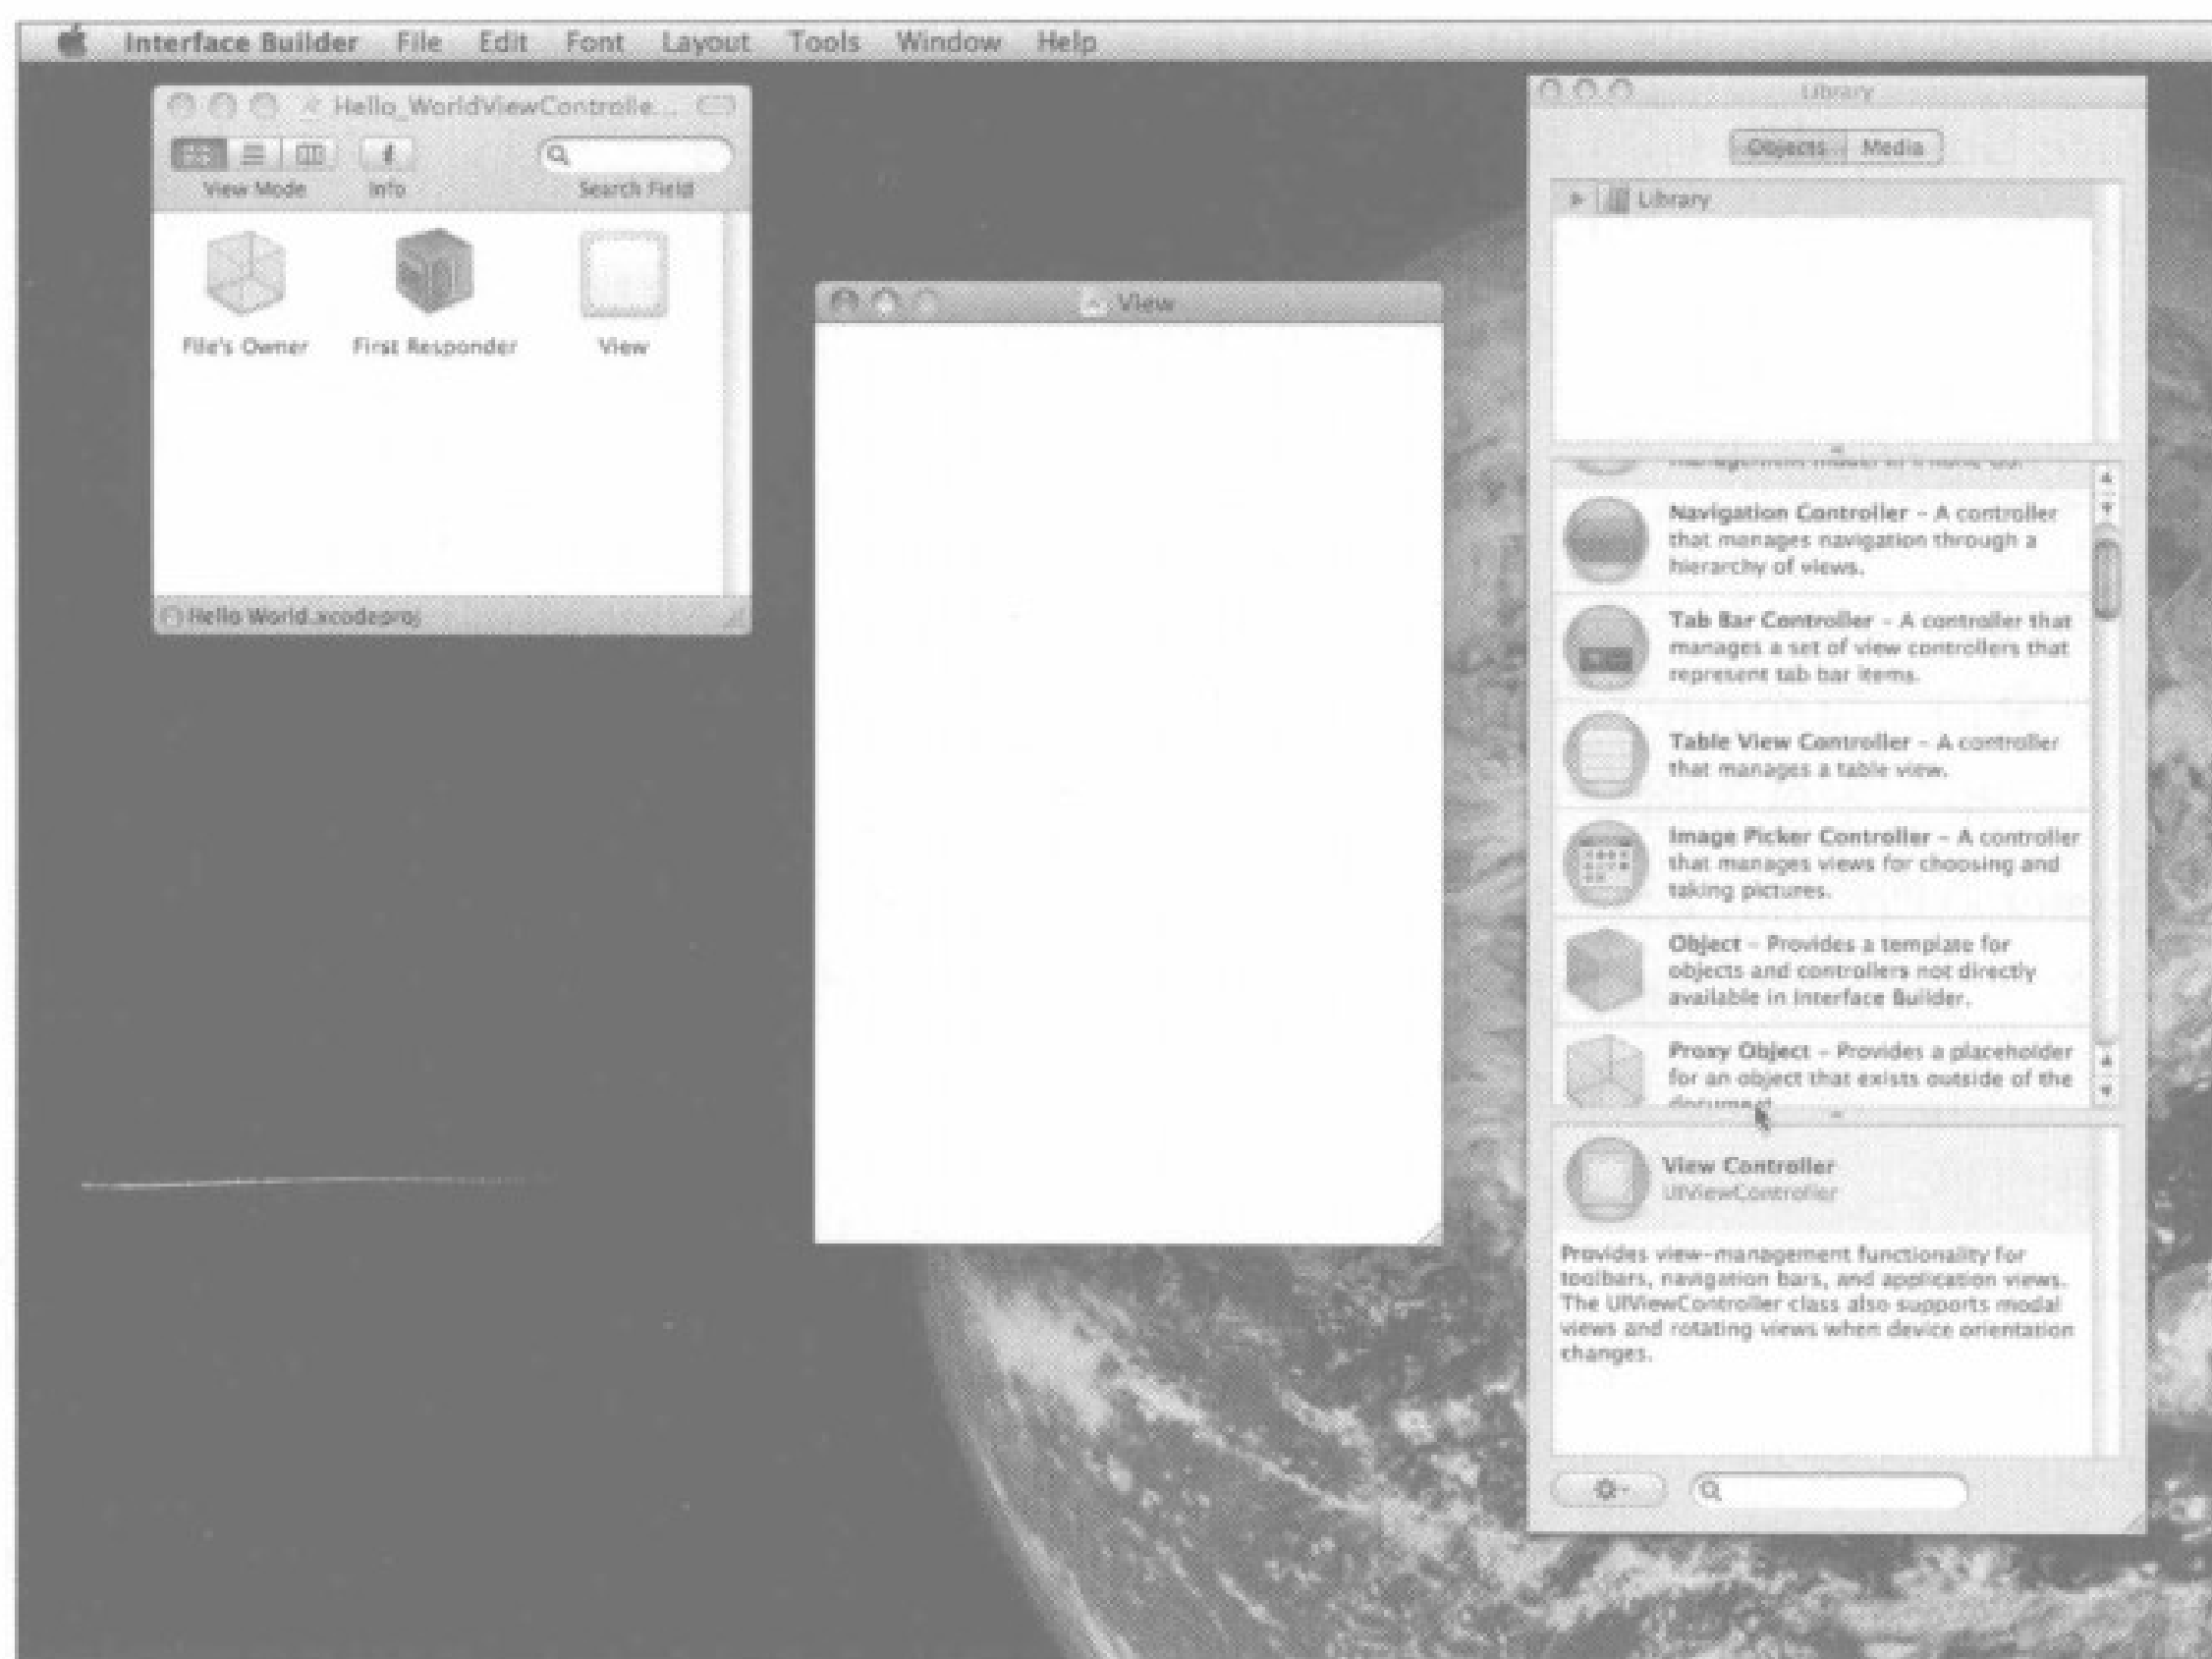 Interface Builder File Edit Font Layout Tools Window Help
Hello_WorldViewControlle...
View Mode Info Search Field
File's Owner First Responder View
Hello World.xcodeproj
View
Library
Objects Media
Library
Navigation Controller – A controller
that manages navigation through a
hierarchy of views.
Tab Bar Controller – A controller that
manages a set of view controllers that
represent tab bar items.
Table View Controller – A controller
that manages a table view.
Image Picker Controller – A controller
that manages views for choosing and
taking pictures.
Object – Provides a template for
objects and controllers not directly
available in Interface Builder.
Proxy Object – Provides a placeholder
for an object that exists outside of the
View Controller
UIViewController
Provides view-management functionality for
toolbars, navigation bars, and application views.
The UIViewController class also supports modal
views and rotating views when device orientation
changes.